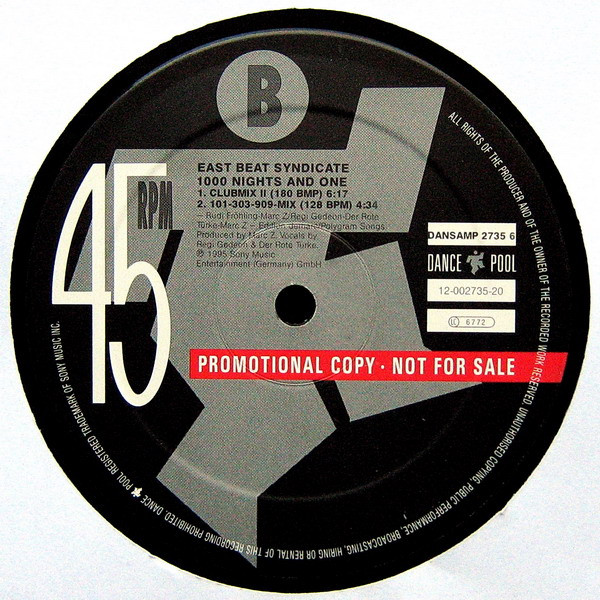 B
EAST BEAT SYNDICATE
1000 NIGHTS AND ONE
1. CLUBMIX II (180 BMP) 6:17
2. 101-303-909-MIX (128 BPM) 4:34
– Rudi Fröhling-Marc Z/Regi Gedeon-Der Rote
Türke-Marc Z – Edition diemaro/Polygram Songs.
Produced by Marc Z. Vocals by
Regi Gedeon & Der Rote Türke.
℗ 1995 Sony Music
Entertainment (Germany) GmbH
45 RPM
DANSAMP 2735 6
DANCE POOL
12-002735-20
LC 6772
PROMOTIONAL COPY · NOT FOR SALE
ALL RIGHTS OF THE PRODUCER AND OF THE OWNER OF THE RECORDED WORK RESERVED. UNAUTHORISED COPYING, PUBLIC PERFORMANCE, BROADCASTING, HIRING OR RENTAL OF THIS RECORDING PROHIBITED. DANCE POOL REGISTERED TRADEMARK OF SONY MUSIC INC.